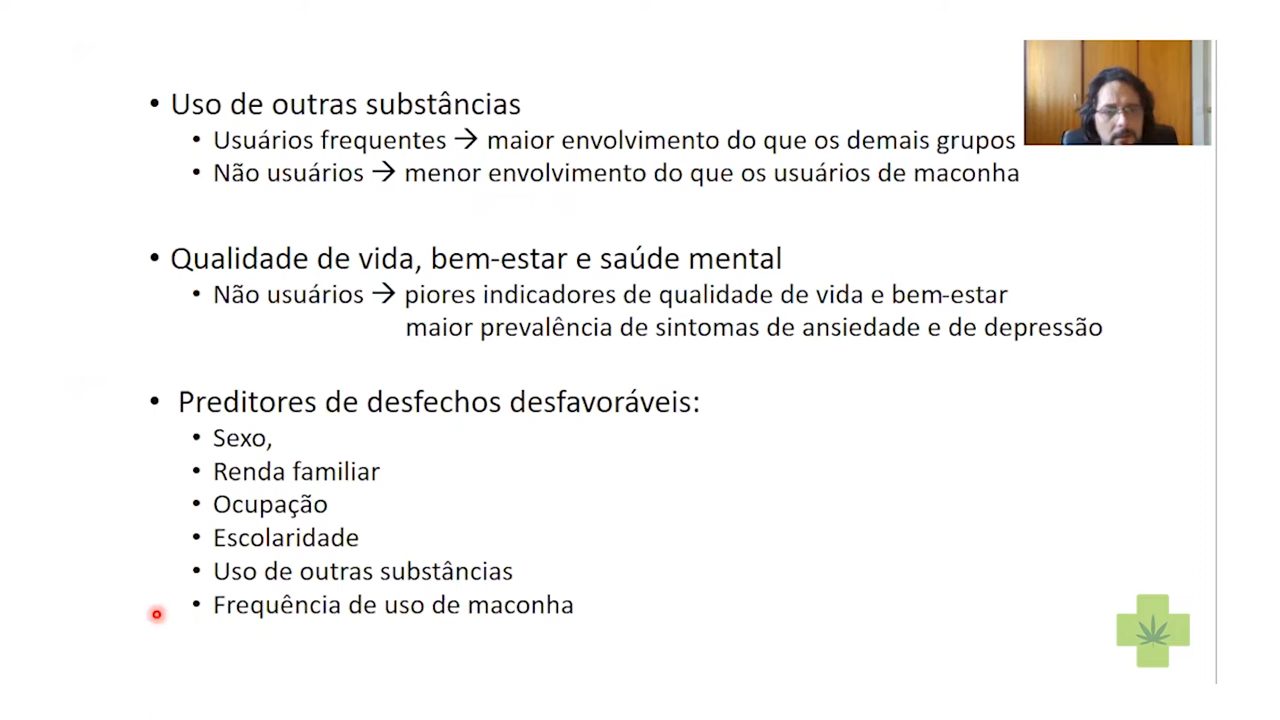 • Uso de outras substâncias
• Usuários frequentes → maior envolvimento do que os demais grupos
• Não usuários → menor envolvimento do que os usuários de maconha
• Qualidade de vida, bem-estar e saúde mental
• Não usuários → piores indicadores de qualidade de vida e bem-estar
maior prevalência de sintomas de ansiedade e de depressão
• Preditores de desfechos desfavoráveis:
• Sexo,
• Renda familiar
• Ocupação
• Escolaridade
• Uso de outras substâncias
• Frequência de uso de maconha